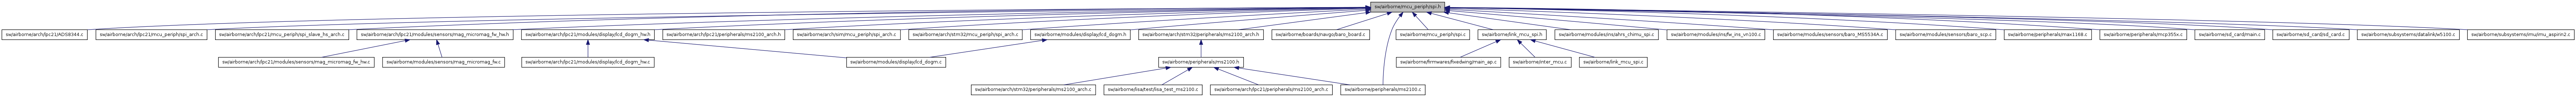 sw/airborne/mcu_periph/spi.h
sw/airborne/arch/lpc21/ADS8344.c
sw/airborne/arch/lpc21/mcu_periph/spi_arch.c
sw/airborne/arch/lpc21/mcu_periph/spi_slave_hs_arch.c
sw/airborne/arch/lpc21/modules/sensors/mag_micromag_fw_hw.h
sw/airborne/arch/lpc21/modules/display/lcd_dogm_hw.h
sw/airborne/arch/lpc21/peripherals/ms2100_arch.h
sw/airborne/arch/sim/mcu_periph/spi_arch.c
sw/airborne/arch/stm32/mcu_periph/spi_arch.c
sw/airborne/modules/display/lcd_dogm.h
sw/airborne/arch/stm32/peripherals/ms2100_arch.h
sw/airborne/boards/navgo/baro_board.c
sw/airborne/mcu_periph/spi.c
sw/airborne/link_mcu_spi.h
sw/airborne/modules/ins/ahrs_chimu_spi.c
sw/airborne/modules/ins/ins_vn100.c
sw/airborne/modules/sensors/baro_MS5534A.c
sw/airborne/modules/sensors/baro_scp.c
sw/airborne/peripherals/max1168.c
sw/airborne/peripherals/mcp355x.c
sw/airborne/sd_card/main.c
sw/airborne/sd_card/sd_card.c
sw/airborne/subsystems/datalink/w5100.c
sw/airborne/subsystems/imu/imu_aspirin2.c
sw/airborne/arch/lpc21/modules/sensors/mag_micromag_fw_hw.c
sw/airborne/modules/sensors/mag_micromag_fw.c
sw/airborne/arch/lpc21/modules/display/lcd_dogm_hw.c
sw/airborne/modules/display/lcd_dogm.c
sw/airborne/peripherals/ms2100.h
sw/airborne/firmwares/fixedwing/main_ap.c
sw/airborne/inter_mcu.c
sw/airborne/link_mcu_spi.c
sw/airborne/arch/stm32/peripherals/ms2100_arch.c
sw/airborne/lisa/test/lisa_test_ms2100.c
sw/airborne/arch/lpc21/peripherals/ms2100_arch.c
sw/airborne/peripherals/ms2100.c